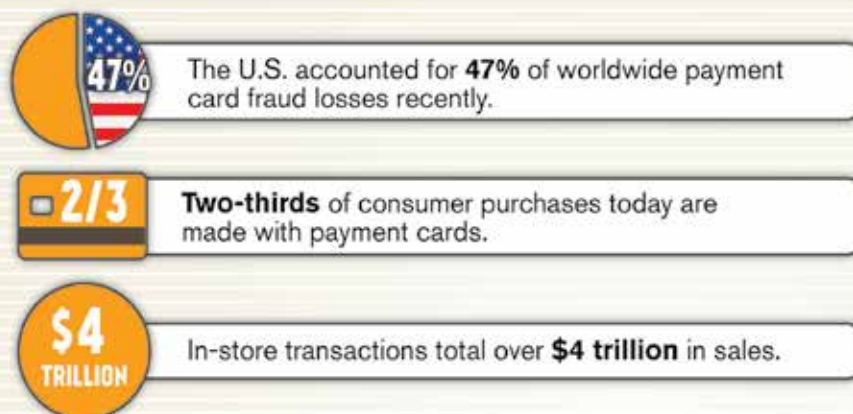 47%
The U.S. accounted for 47% of worldwide payment
card fraud losses recently.
2/3
Two-thirds of consumer purchases today are
made with payment cards.
$4
TRILLION
In-store transactions total over $4 trillion in sales.